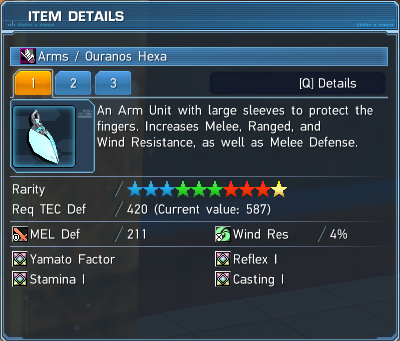 ITEM DETAILS
Arms / Ouranos Hexa
1 2 3 [Q] Details
An Arm Unit with large sleeves to protect the
fingers. Increases Melee, Ranged, and
Wind Resistance, as well as Melee Defense.
Rarity /
Req TEC Def / 420 (Current value: 587)
MEL Def / 211 Wind Res / 4%
Yamato Factor Reflex I
Stamina I Casting I